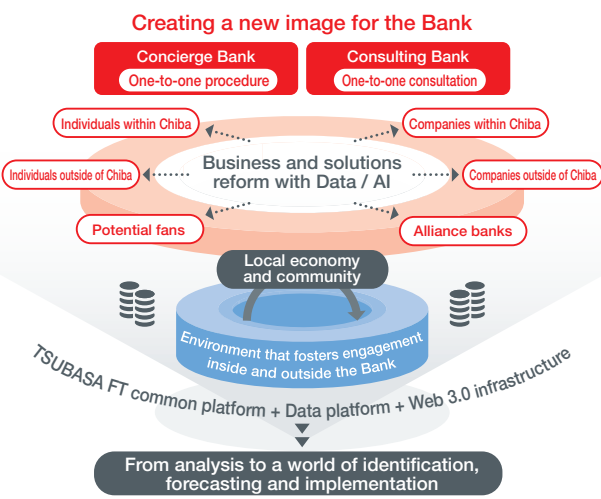 Creating a new image for the Bank
Concierge Bank
One-to-one procedure
Consulting Bank
One-to-one consultation
Individuals within Chiba
Companies within Chiba
Individuals outside of Chiba
Business and solutions
reform with Data / AI
Companies outside of Chiba
Potential fans
Alliance banks
Local economy
and community
Environment that fosters engagement
inside and outside the Bank
TSUBASA FT common platform + Data platform + Web 3.0 infrastructure
From analysis to a world of identification,
forecasting and implementation